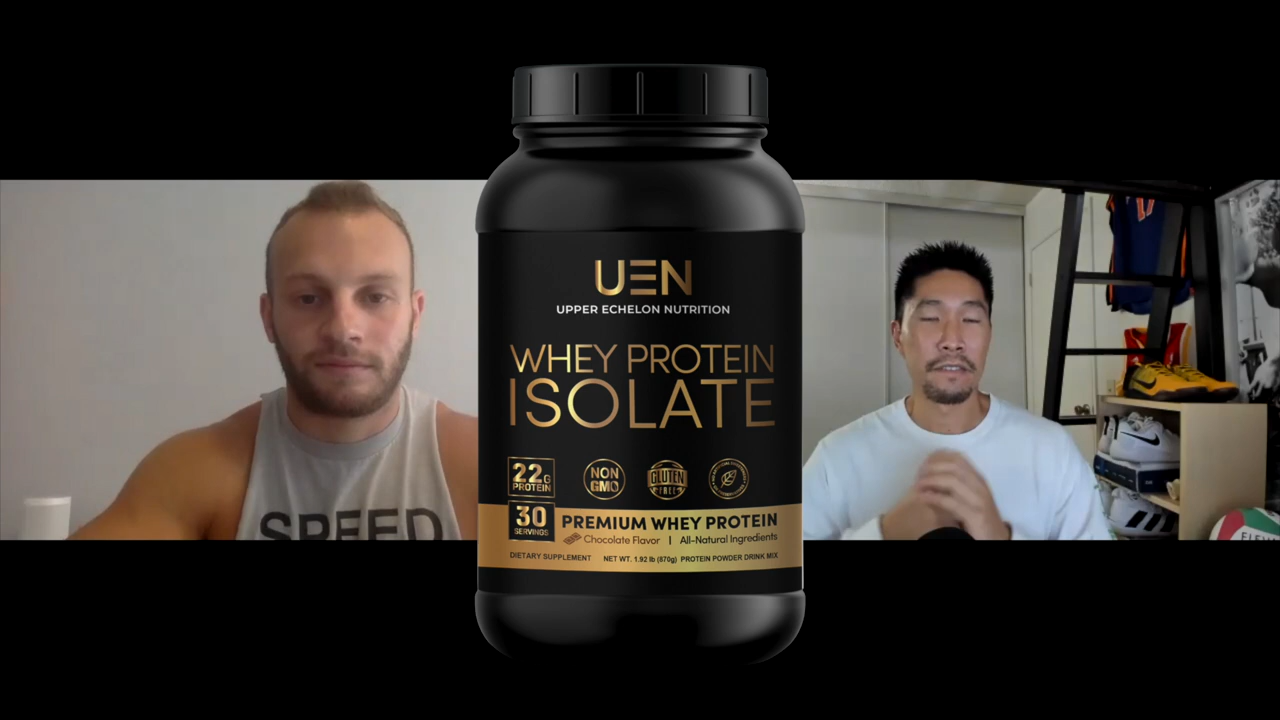 UEN
UPPER ECHELON NUTRITION
WHEY PROTEIN
ISOLATE
22G
PROTEIN
NON
GMO
GLUTEN
FREE
30
SERVINGS
PREMIUM WHEY PROTEIN
Chocolate Flavor | All-Natural Ingredients
DIETARY SUPPLEMENT NET WT. 1.92 lb (870g) PROTEIN POWDER DRINK MIX
SPEED